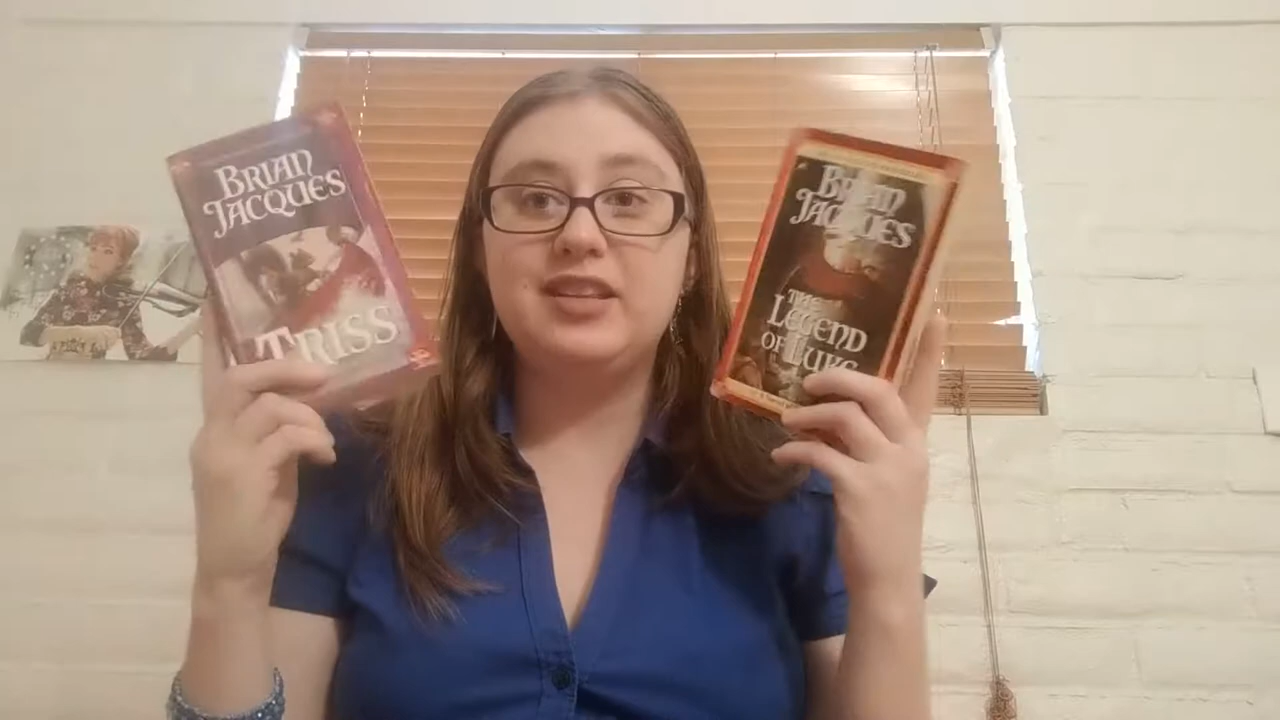 BRIAN
JACQUES
TRISS
BRIAN
JACQUES
THE
LEGEND
OF LUKE